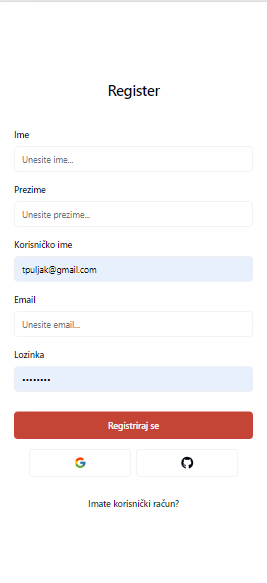 Register
Ime
Unesite ime...
Prezime
Unesite prezime...
Korisničko ime
tpuljak@gmail.com
Email
Unesite email...
Lozinka
••••••••
Registriraj se
Imate korisnički račun?